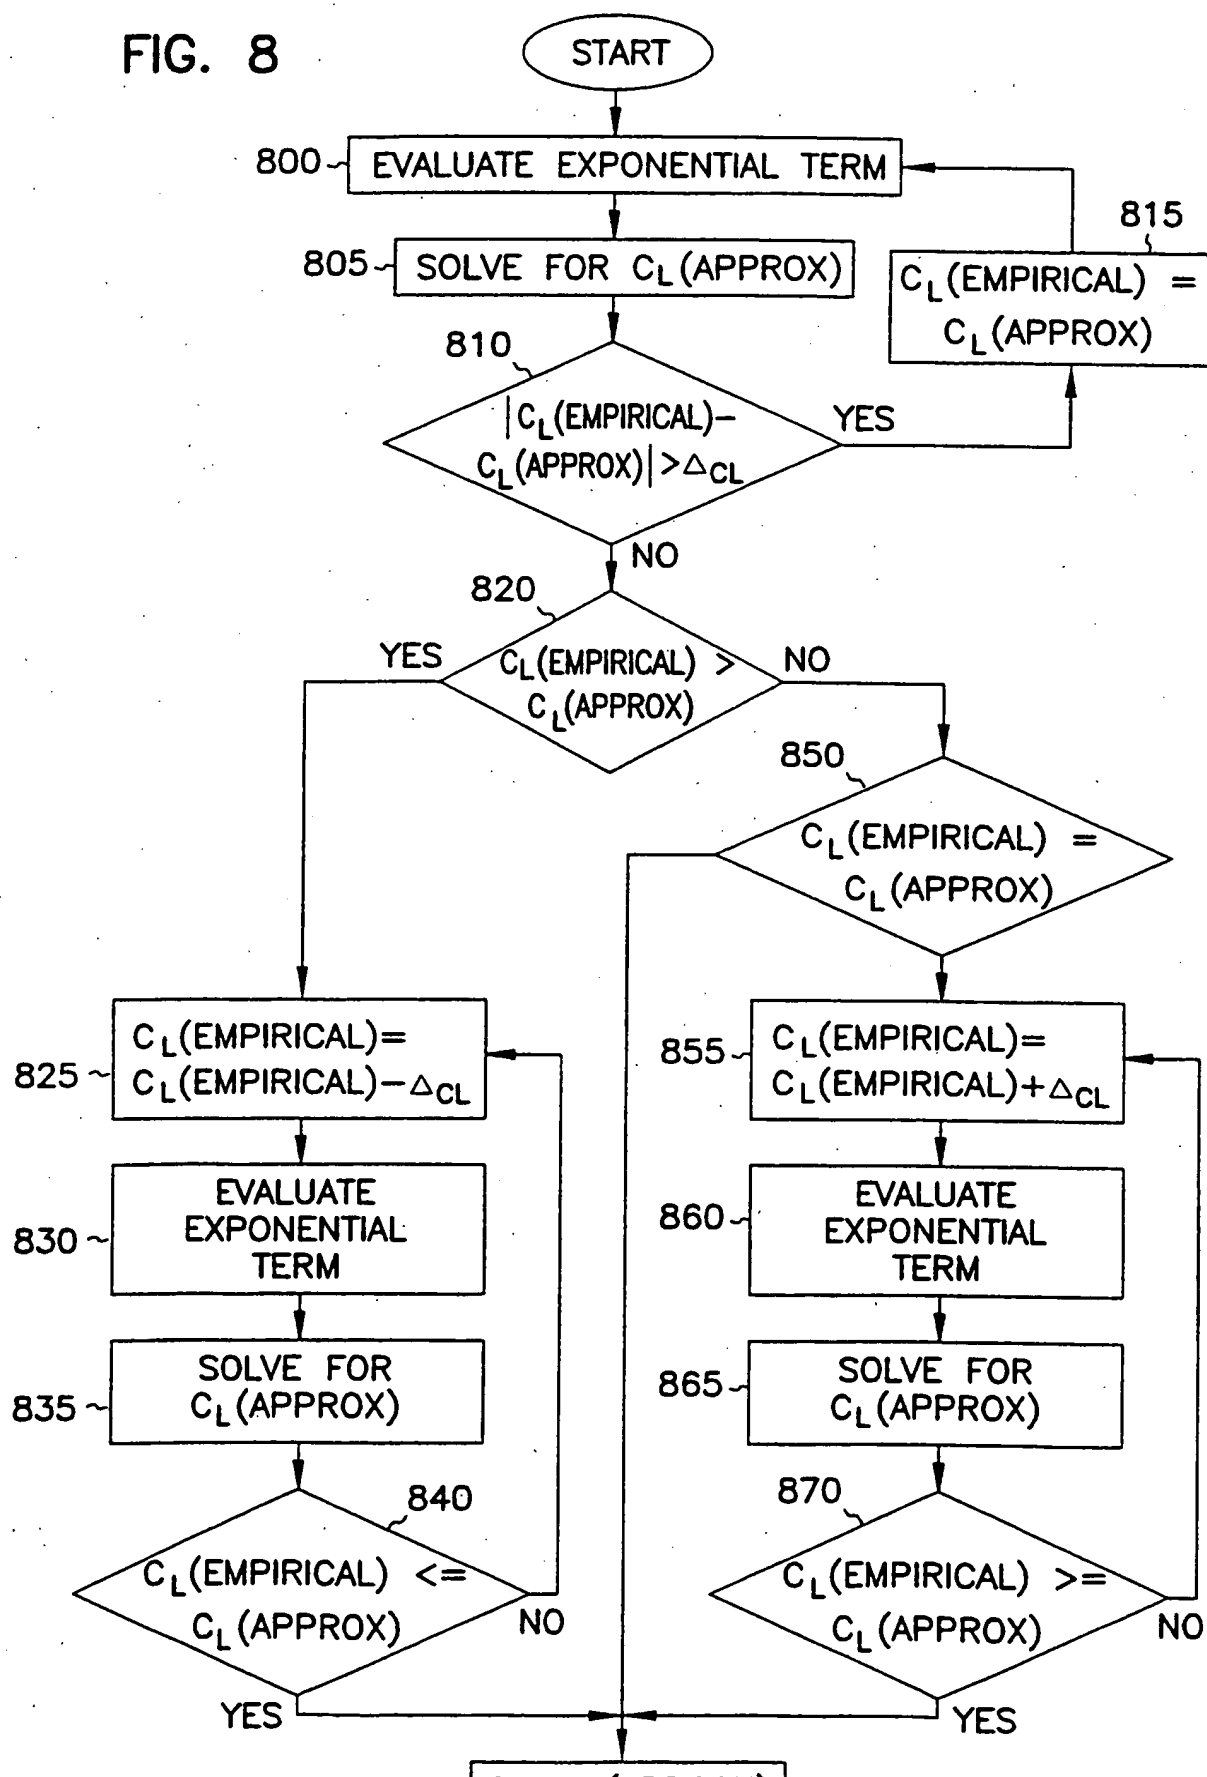 FIG. 8
START
800
EVALUATE EXPONENTIAL TERM
805
SOLVE FOR CL(APPROX)
815
CL(EMPIRICAL) =
CL(APPROX)
810
|CL(EMPIRICAL)–
CL(APPROX)|>△CL
YES
NO
820
CL(EMPIRICAL) >
CL(APPROX)
YES
NO
850
CL(EMPIRICAL) =
CL(APPROX)
825
CL(EMPIRICAL)=
CL(EMPIRICAL)–△CL
855
CL(EMPIRICAL)=
CL(EMPIRICAL)+△CL
830
EVALUATE
EXPONENTIAL
TERM
860
EVALUATE
EXPONENTIAL
TERM
835
SOLVE FOR
CL(APPROX)
865
SOLVE FOR
CL(APPROX)
840
CL(EMPIRICAL) <=
CL(APPROX)
NO
YES
870
CL(EMPIRICAL) >=
CL(APPROX)
NO
YES